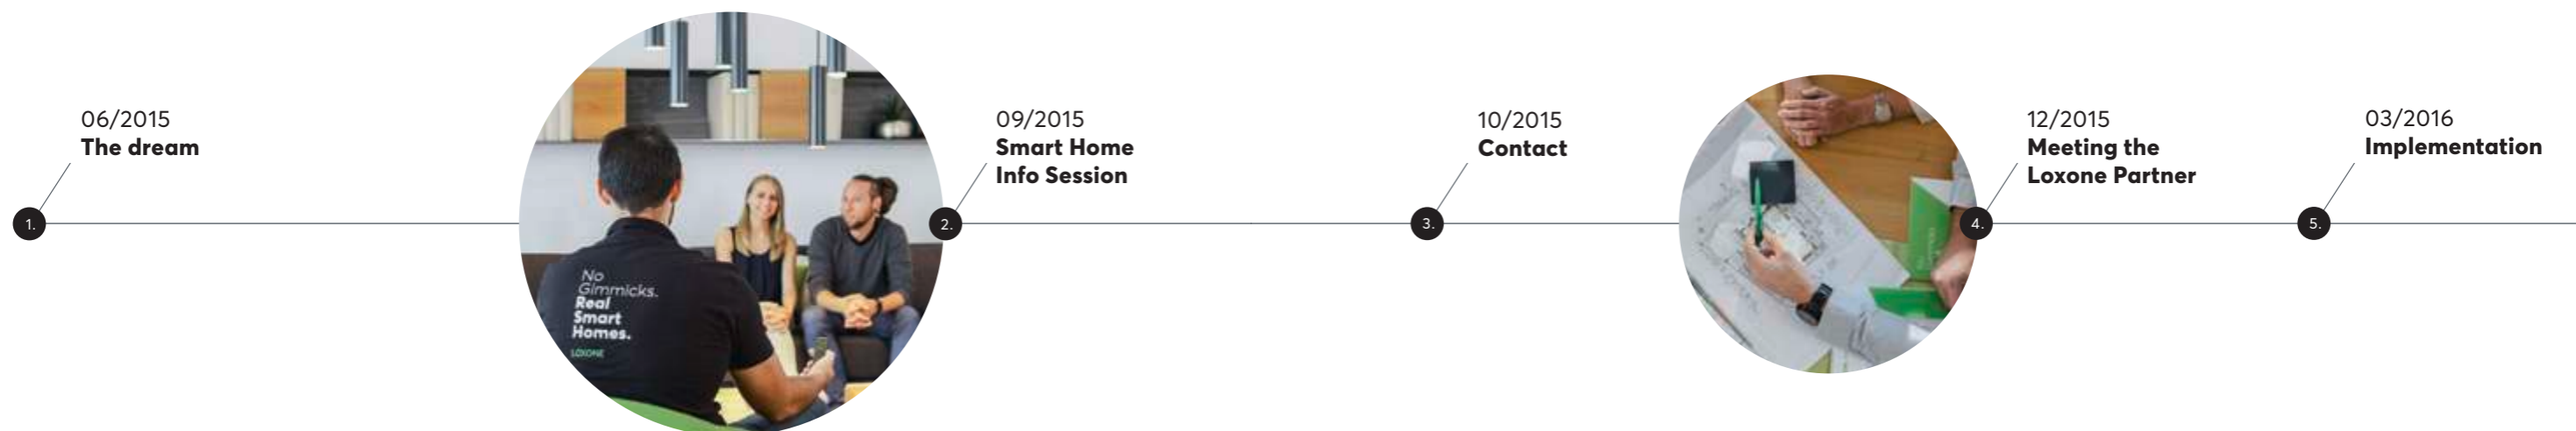 06/2015
The dream
1.
No
Gimmicks.
Real
Smart
Homes.
LOXONE
09/2015
Smart Home
Info Session
2.
10/2015
Contact
3.
12/2015
Meeting the
Loxone Partner
4.
03/2016
Implementation
5.